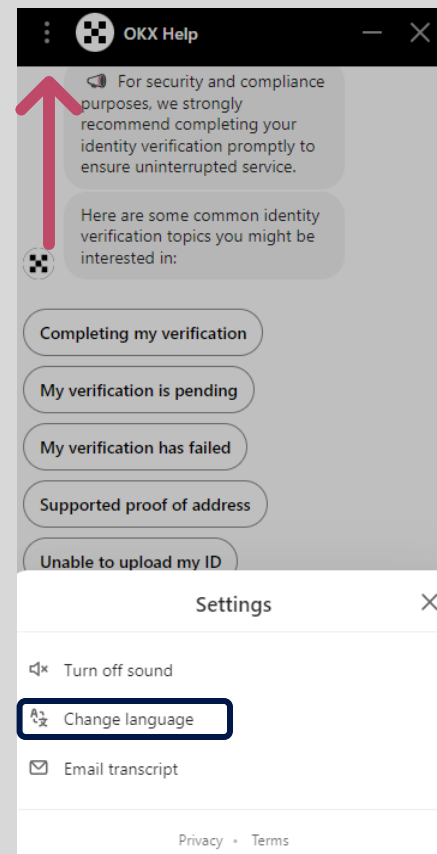 OKX Help
For security and compliance
purposes, we strongly
recommend completing your
identity verification promptly to
ensure uninterrupted service.
Here are some common identity
verification topics you might be
interested in:
Completing my verification
My verification is pending
My verification has failed
Supported proof of address
Unable to upload my ID
Settings
Turn off sound
Change language
Email transcript
Privacy • Terms